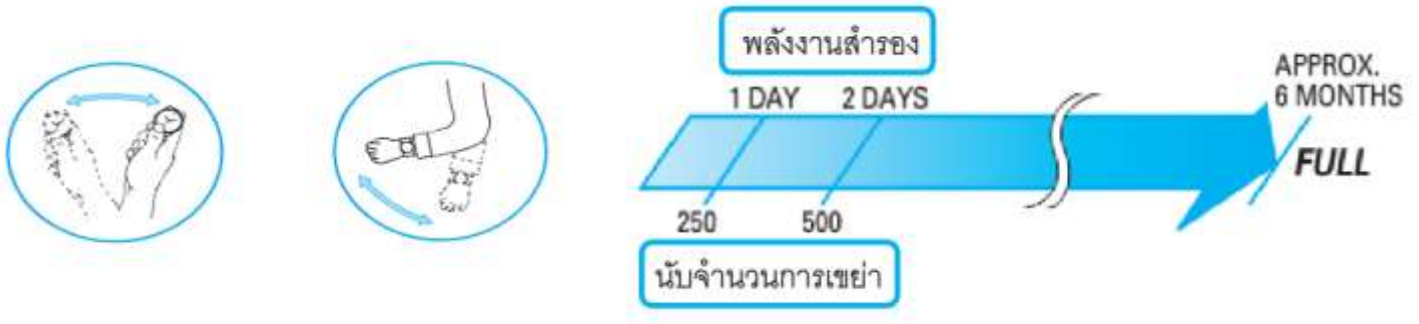 พลังงานสำรอง
1 DAY 2 DAYS
APPROX.
6 MONTHS
FULL
250 500
นับจำนวนการเขย่า